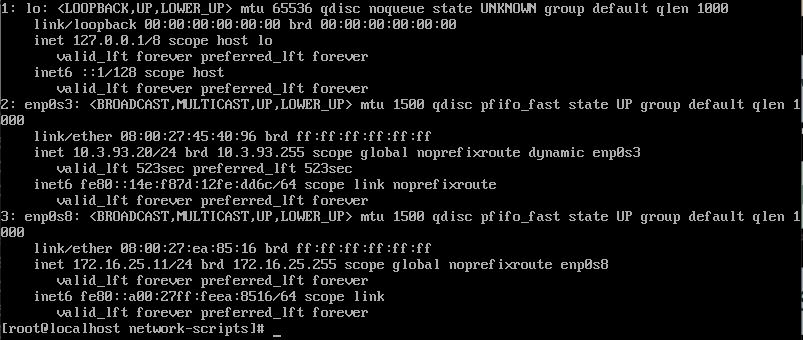 1: lo: <LOOPBACK,UP,LOWER_UP> mtu 65536 qdisc noqueue state UNKNOWN group default qlen 1000
    link/loopback 00:00:00:00:00:00 brd 00:00:00:00:00:00
    inet 127.0.0.1/8 scope host lo
       valid_lft forever preferred_lft forever
    inet6 ::1/128 scope host
       valid_lft forever preferred_lft forever
2: enp0s3: <BROADCAST,MULTICAST,UP,LOWER_UP> mtu 1500 qdisc pfifo_fast state UP group default qlen 1
000
    link/ether 08:00:27:45:40:96 brd ff:ff:ff:ff:ff:ff
    inet 10.3.93.20/24 brd 10.3.93.255 scope global noprefixroute dynamic enp0s3
       valid_lft 523sec preferred_lft 523sec
    inet6 fe80::14e:f87d:12fe:dd6c/64 scope link noprefixroute
       valid_lft forever preferred_lft forever
3: enp0s8: <BROADCAST,MULTICAST,UP,LOWER_UP> mtu 1500 qdisc pfifo_fast state UP group default qlen 1
000
    link/ether 08:00:27:ea:85:16 brd ff:ff:ff:ff:ff:ff
    inet 172.16.25.11/24 brd 172.16.25.255 scope global noprefixroute enp0s8
       valid_lft forever preferred_lft forever
    inet6 fe80::a00:27ff:feea:8516/64 scope link
       valid_lft forever preferred_lft forever
[root@localhost network-scripts]# _